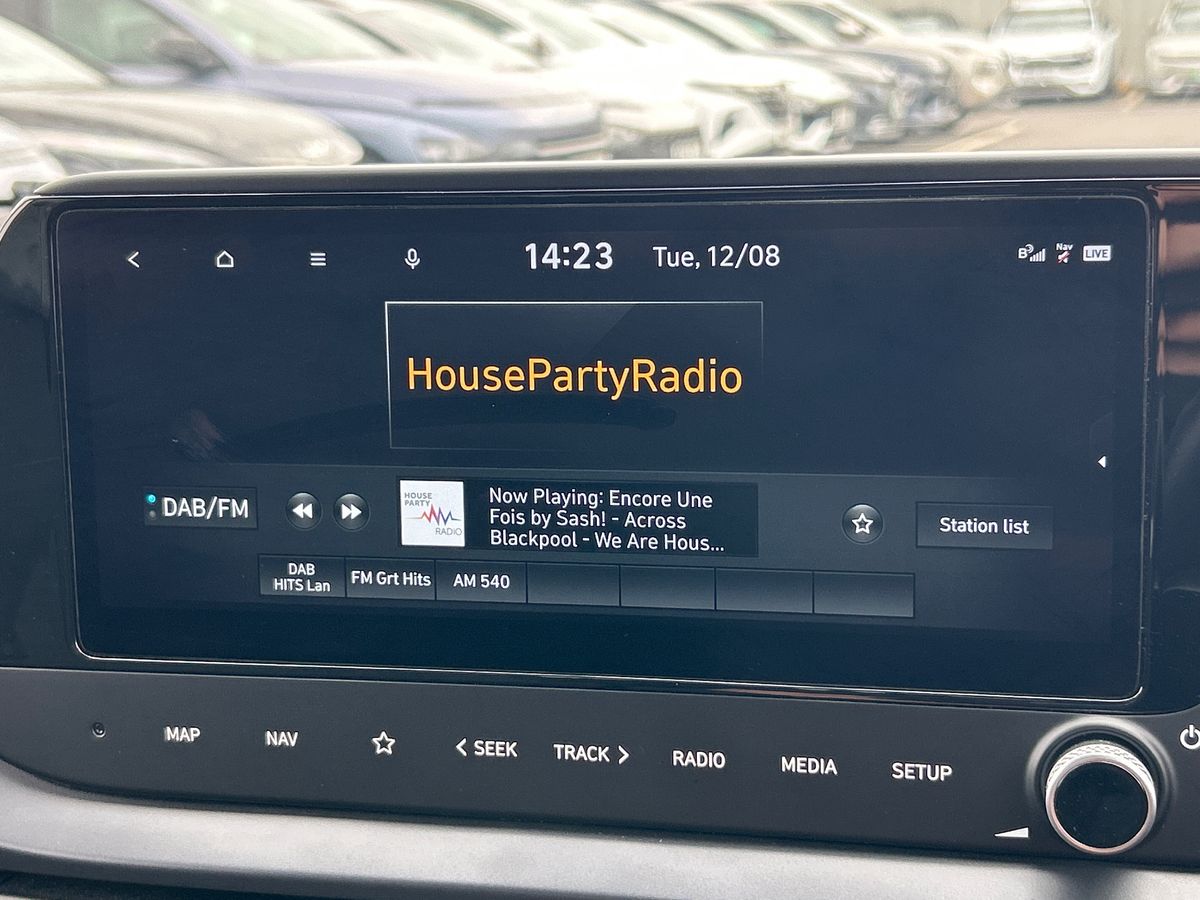 14:23 Tue, 12/08
Nav
LIVE
HousePartyRadio
DAB/FM
HOUSE
PARTY
RADIO
Now Playing: Encore Une
Fois by Sash! - Across
Blackpool - We Are Hous...
Station list
DAB
HITS Lan
FM Grt Hits
AM 540
MAP
NAV
< SEEK
TRACK >
RADIO
MEDIA
SETUP